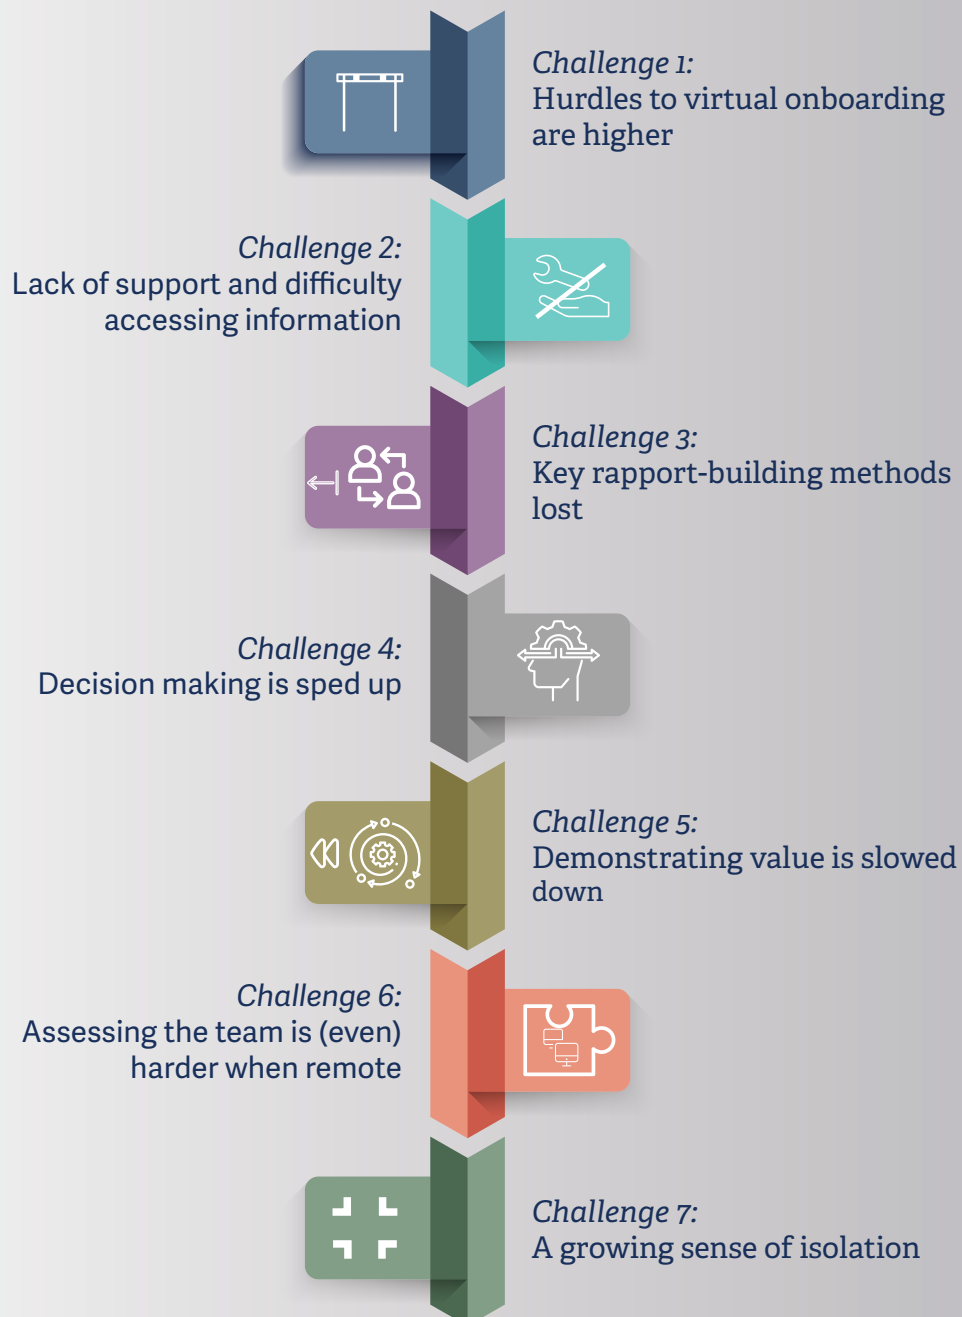 Challenge 1:
Hurdles to virtual onboarding
are higher
Challenge 2:
Lack of support and difficulty
accessing information
Challenge 3:
Key rapport-building methods
lost
Challenge 4:
Decision making is sped up
Challenge 5:
Demonstrating value is slowed
down
Challenge 6:
Assessing the team is (even)
harder when remote
Challenge 7:
A growing sense of isolation